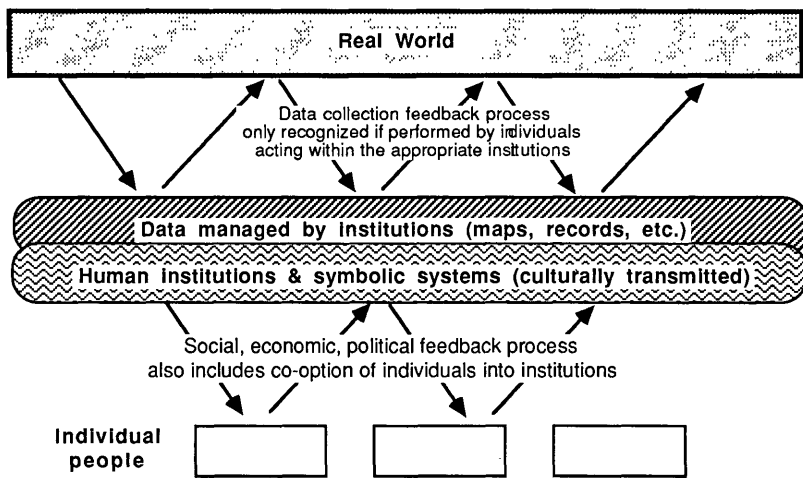 Real World
Data collection feedback process
only recognized if performed by individuals
acting within the appropriate institutions
Data managed by institutions (maps, records, etc.)
Human institutions & symbolic systems (culturally transmitted)
Social, economic, political feedback process
also includes co-option of individuals into institutions
Individual
people